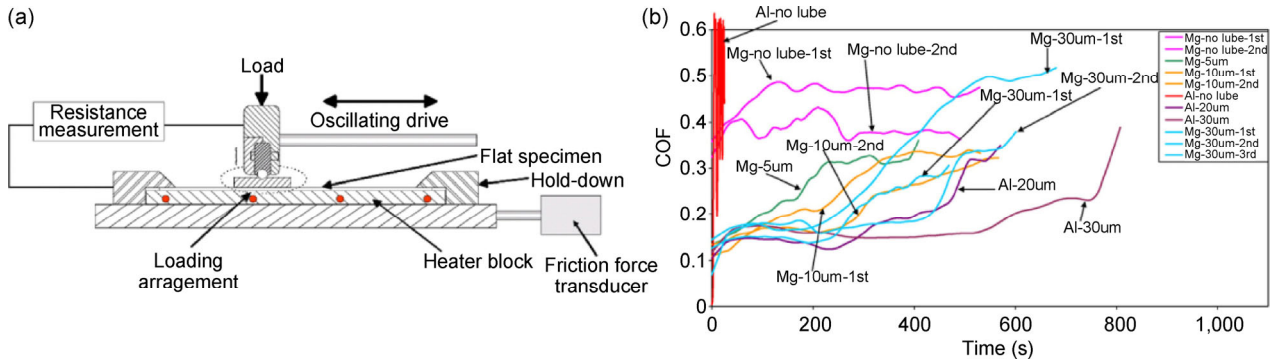 (a)
Load
Resistance
measurement
Oscillating drive
Flat specimen
Hold-down
Loading
arragement
Heater block
Friction force
transducer
(b)
COF
0.6
0.5
0.4
0.3
0.2
0.1
0
0
200
400
600
800
1,000
Time (s)
Al-no lube
Mg-no lube-1st
Mg-no lube-2nd
Mg-30um-1st
Mg-30um-2nd
Mg-30um-1st
Mg-10um-2nd
Mg-5um
Al-20um
Al-30um
Mg-10um-1st
Mg-no lube-1st
Mg-no lube-2nd
Mg-5um
Mg-10um-1st
Mg-10um-2nd
Al-no lube
Al-20um
Al-30um
Mg-30um-1st
Mg-30um-2nd
Mg-30um-3rd